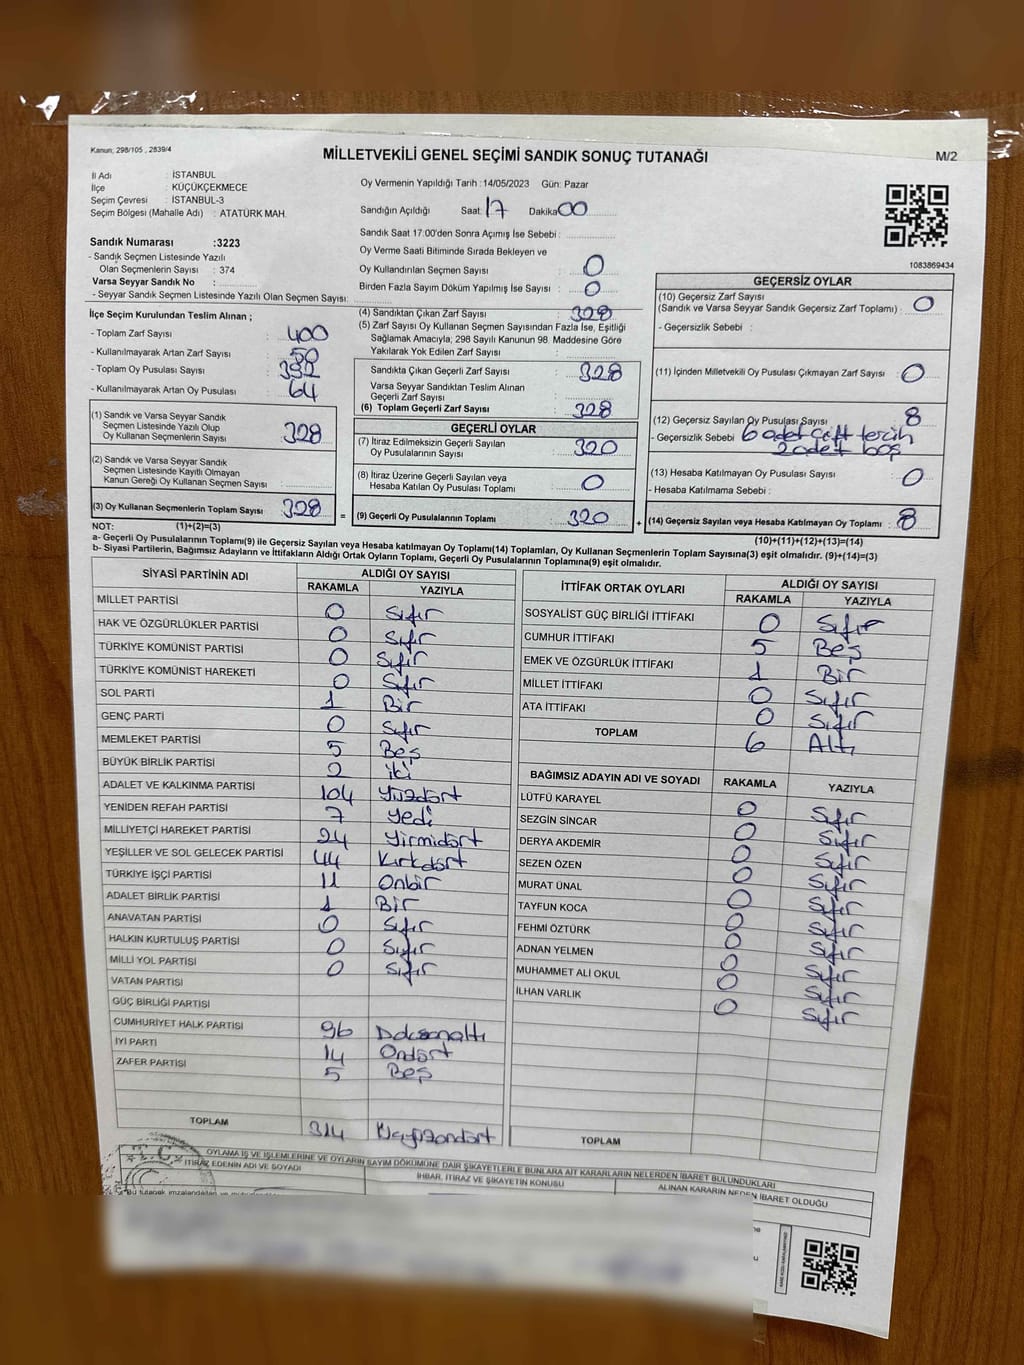 Kanun; 298/105 , 2839/4
MİLLETVEKİLİ GENEL SEÇİMİ SANDIK SONUÇ TUTANAĞI
M/2
İl Adı : İSTANBUL
İlçe : KÜÇÜKÇEKMECE
Seçim Çevresi : İSTANBUL-3
Seçim Bölgesi (Mahalle Adı) : ATATÜRK MAH.
Oy Vermenin Yapıldığı Tarih :14/05/2023 Gün: Pazar
Sandığın Açıldığı Saat: 17 Dakika: 00
Sandık Saat 17:00'den Sonra Açımış İse Sebebi :
Oy Verme Saati Bitiminde Sırada Bekleyen ve
Oy Kullandırılan Seçmen Sayısı : 0
Birden Fazla Sayım Döküm Yapılmış İse Sayısı : 0
Sandık Numarası :3223
- Sandık Seçmen Listesinde Yazılı
Olan Seçmenlerin Sayısı : 374
Varsa Seyyar Sandık No :
- Seyyar Sandık Seçmen Listesinde Yazılı Olan Seçmen Sayısı:
1083869434
İlçe Seçim Kurulundan Teslim Alınan ;
- Toplam Zarf Sayısı : 400
- Kullanılmayarak Artan Zarf Sayısı : 50
- Toplam Oy Pusulası Sayısı : 392
- Kullanılmayarak Artan Oy Pusulası : 64
(1) Sandık ve Varsa Seyyar Sandık
Seçmen Listesinde Yazılı Olup
Oy Kullanan Seçmenlerin Sayısı : 328
(2) Sandık ve Varsa Seyyar Sandık
Seçmen Listesinde Kayıtlı Olmayan
Kanun Gereği Oy Kullanan Seçmen Sayısı :
(3) Oy Kullanan Seçmenlerin Toplam Sayısı : 328
(4) Sandıktan Çıkan Zarf Sayısı : 328
(5) Zarf Sayısı Oy Kullanan Seçmen Sayısından Fazla İse, Eşitliği
Sağlamak Amacıyla; 298 Sayılı Kanunun 98. Maddesine Göre
Yakılarak Yok Edilen Zarf Sayısı :
Sandıkta Çıkan Geçerli Zarf Sayısı : 328
Varsa Seyyar Sandıktan Teslim Alınan
Geçerli Zarf Sayısı :
(6) Toplam Geçerli Zarf Sayısı : 328
GEÇERLİ OYLAR
(7) İtiraz Edilmeksizin Geçerli Sayılan
Oy Pusulalarının Sayısı : 320
(8) İtiraz Üzerine Geçerli Sayılan veya
Hesaba Katılan Oy Pusulası Toplamı : 0
= (9) Geçerli Oy Pusulalarının Toplamı : 320 +
GEÇERSİZ OYLAR
(10) Geçersiz Zarf Sayısı
(Sandık ve Varsa Seyyar Sandık Geçersiz Zarf Toplamı) : 0
- Geçersizlik Sebebi :
(11) İçinden Milletvekili Oy Pusulası Çıkmayan Zarf Sayısı : 0
(12) Geçersiz Sayılan Oy Pusulası Sayısı : 8
- Geçersizlik Sebebi : 6 adet çift tercih
2 adet boş
(13) Hesaba Katılmayan Oy Pusulası Sayısı : 0
- Hesaba Katılmama Sebebi :
(14) Geçersiz Sayılan veya Hesaba Katılmayan Oy Toplamı : 8
NOT: (1)+(2)=(3)
(10)+(11)+(12)+(13)=(14)
a- Geçerli Oy Pusulaları Toplamı(9) ile Geçersiz Sayılan veya Hesaba katılmayan Oy Toplamı(14) Toplamları, Oy Kullanan Seçmenlerin Toplam Sayısına(3) eşit olmalıdır. (9)+(14)=(3)
b- Siyasi Partilerin, Bağımsız Adayların ve İttifakların Aldığı Ortak Oyların Toplamı, Geçerli Oy Pusulalarının Toplamına(9) eşit olmalıdır.
SİYASİ PARTİNİN ADI ALDIĞI OY SAYISI
RAKAMLA YAZIYLA
MİLLET PARTİSİ 0 Sıfır
HAK VE ÖZGÜRLÜKLER PARTİSİ 0 Sıfır
TÜRKİYE KOMÜNİST PARTİSİ 0 Sıfır
TÜRKİYE KOMÜNİST HAREKETİ 0 Sıfır
SOL PARTİ 1 Bir
GENÇ PARTİ 0 Sıfır
MEMLEKET PARTİSİ 5 Beş
BÜYÜK BİRLİK PARTİSİ 2 iki
ADALET VE KALKINMA PARTİSİ 104 Yüzdört
YENİDEN REFAH PARTİSİ 7 Yedi
MİLLİYETÇİ HAREKET PARTİSİ 24 Yirmidört
YEŞİLLER VE SOL GELECEK PARTİSİ 44 Kırkdört
TÜRKİYE İŞÇİ PARTİSİ 11 Onbir
ADALET BİRLİK PARTİSİ 1 Bir
ANAVATAN PARTİSİ 0 Sıfır
HALKIN KURTULUŞ PARTİSİ 0 Sıfır
MİLLİ YOL PARTİSİ 0 Sıfır
VATAN PARTİSİ
GÜÇ BİRLİĞİ PARTİSİ
CUMHURİYET HALK PARTİSİ 96 Doksanaltı
İYİ PARTİ 14 Ondört
ZAFER PARTİSİ 5 Beş
TOPLAM 314 Üçyüzondört
İTTİFAK ORTAK OYLARI ALDIĞI OY SAYISI
RAKAMLA YAZIYLA
SOSYALİST GÜÇ BİRLİĞİ İTTİFAKI 0 Sıfır
CUMHUR İTTİFAKI 5 Beş
EMEK VE ÖZGÜRLÜK İTTİFAKI 1 Bir
MİLLET İTTİFAKI 0 Sıfır
ATA İTTİFAKI 0 Sıfır
TOPLAM 6 Altı
BAĞIMSIZ ADAYIN ADI VE SOYADI RAKAMLA YAZIYLA
LÜTFÜ KARAYEL 0 Sıfır
SEZGİN SİNCAR 0 Sıfır
DERYA AKDEMİR 0 Sıfır
SEZEN ÖZEN 0 Sıfır
MURAT ÜNAL 0 Sıfır
TAYFUN KOCA 0 Sıfır
FEHMİ ÖZTÜRK 0 Sıfır
ADNAN YELMEN 0 Sıfır
MUHAMMET ALİ OKUL 0 Sıfır
İLHAN VARLIK 0 Sıfır
TOPLAM
OYLAMA İŞ VE İŞLEMLERİNE VE OYLARIN SAYIM DÖKÜMÜNE DAİR ŞİKAYETLERLE BUNLARA AİT KARARLARIN NELERDEN İBARET BULUNDUKLARI
İTİRAZ EDENİN ADI VE SOYADI İHBAR, İTİRAZ VE ŞİKAYETİN KONUSU ALINAN KARARIN NEDEN İBARET OLDUĞU
T.C.